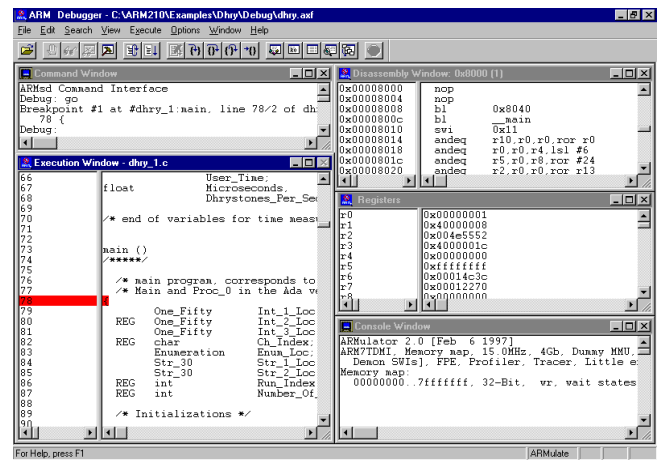 ARM Debugger - C:\ARM210\Examples\Dhry\Debug\dhry.axf
File Edit Search View Execute Options Window Help
Command Window
ARMsd Command Interface
Debug: go
Breakpoint #1 at #dhry_1:main, line 78/2 of dh
78 {
Debug:
Execution Window - dhry_1.c
66 User_Time;
67 float Microseconds,
68 Dhrystones_Per_Sec
69
70 /* end of variables for time measu
71
72
73 main ()
74 /*****/
75
76 /* main program, corresponds to
77 /* Main and Proc_0 in the Ada ve
78 {
79 One_Fifty Int_1_Loc
80 REG One_Fifty Int_2_Loc
81 One_Fifty Int_3_Loc
82 REG char Ch_Index;
83 Enumeration Enum_Loc;
84 Str_30 Str_1_Loc
85 Str_30 Str_2_Loc
86 REG int Run_Index
87 REG int Number_Of_
88
89 /* Initializations */
90
Disassembly Window: 0x8000 (1)
0x00008000 nop
0x00008004 nop
0x00008008 bl 0x8040
0x0000800c bl __main
0x00008010 swi 0x11
0x00008014 andeq r10,r0,r0,ror r0
0x00008018 andeq r0,r0,r4,lsl #6
0x0000801c andeq r5,r0,r8,ror #24
0x00008020 andeq r2,r0,r0,ror r13
Registers
r0 0x00000001
r1 0x40000008
r2 0x004e5552
r3 0x4000001c
r4 0x00000000
r5 0xffffffff
r6 0x00014c3c
r7 0x00012270
r8 0x00000000
Console Window
ARMulator 2.0 [Feb 6 1997]
ARM7TDMI, Memory map, 15.0MHz, 4Gb, Dummy MMU,
Demon SWIs], FPE, Profiler, Tracer, Little e
Memory map:
00000000..7fffffff, 32-Bit, wr, wait states
For Help, press F1
ARMulate